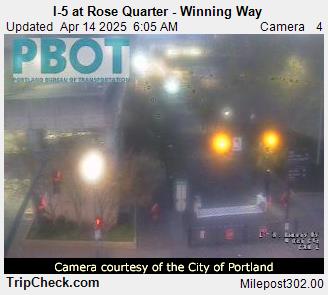 I-5 at Rose Quarter - Winning Way
Updated Apr 14 2025 6:05 AM Camera 4
PBOT
PORTLAND BUREAU OF TRANSPORTATION
Camera courtesy of the City of Portland
TripCheck.com Milepost302.00